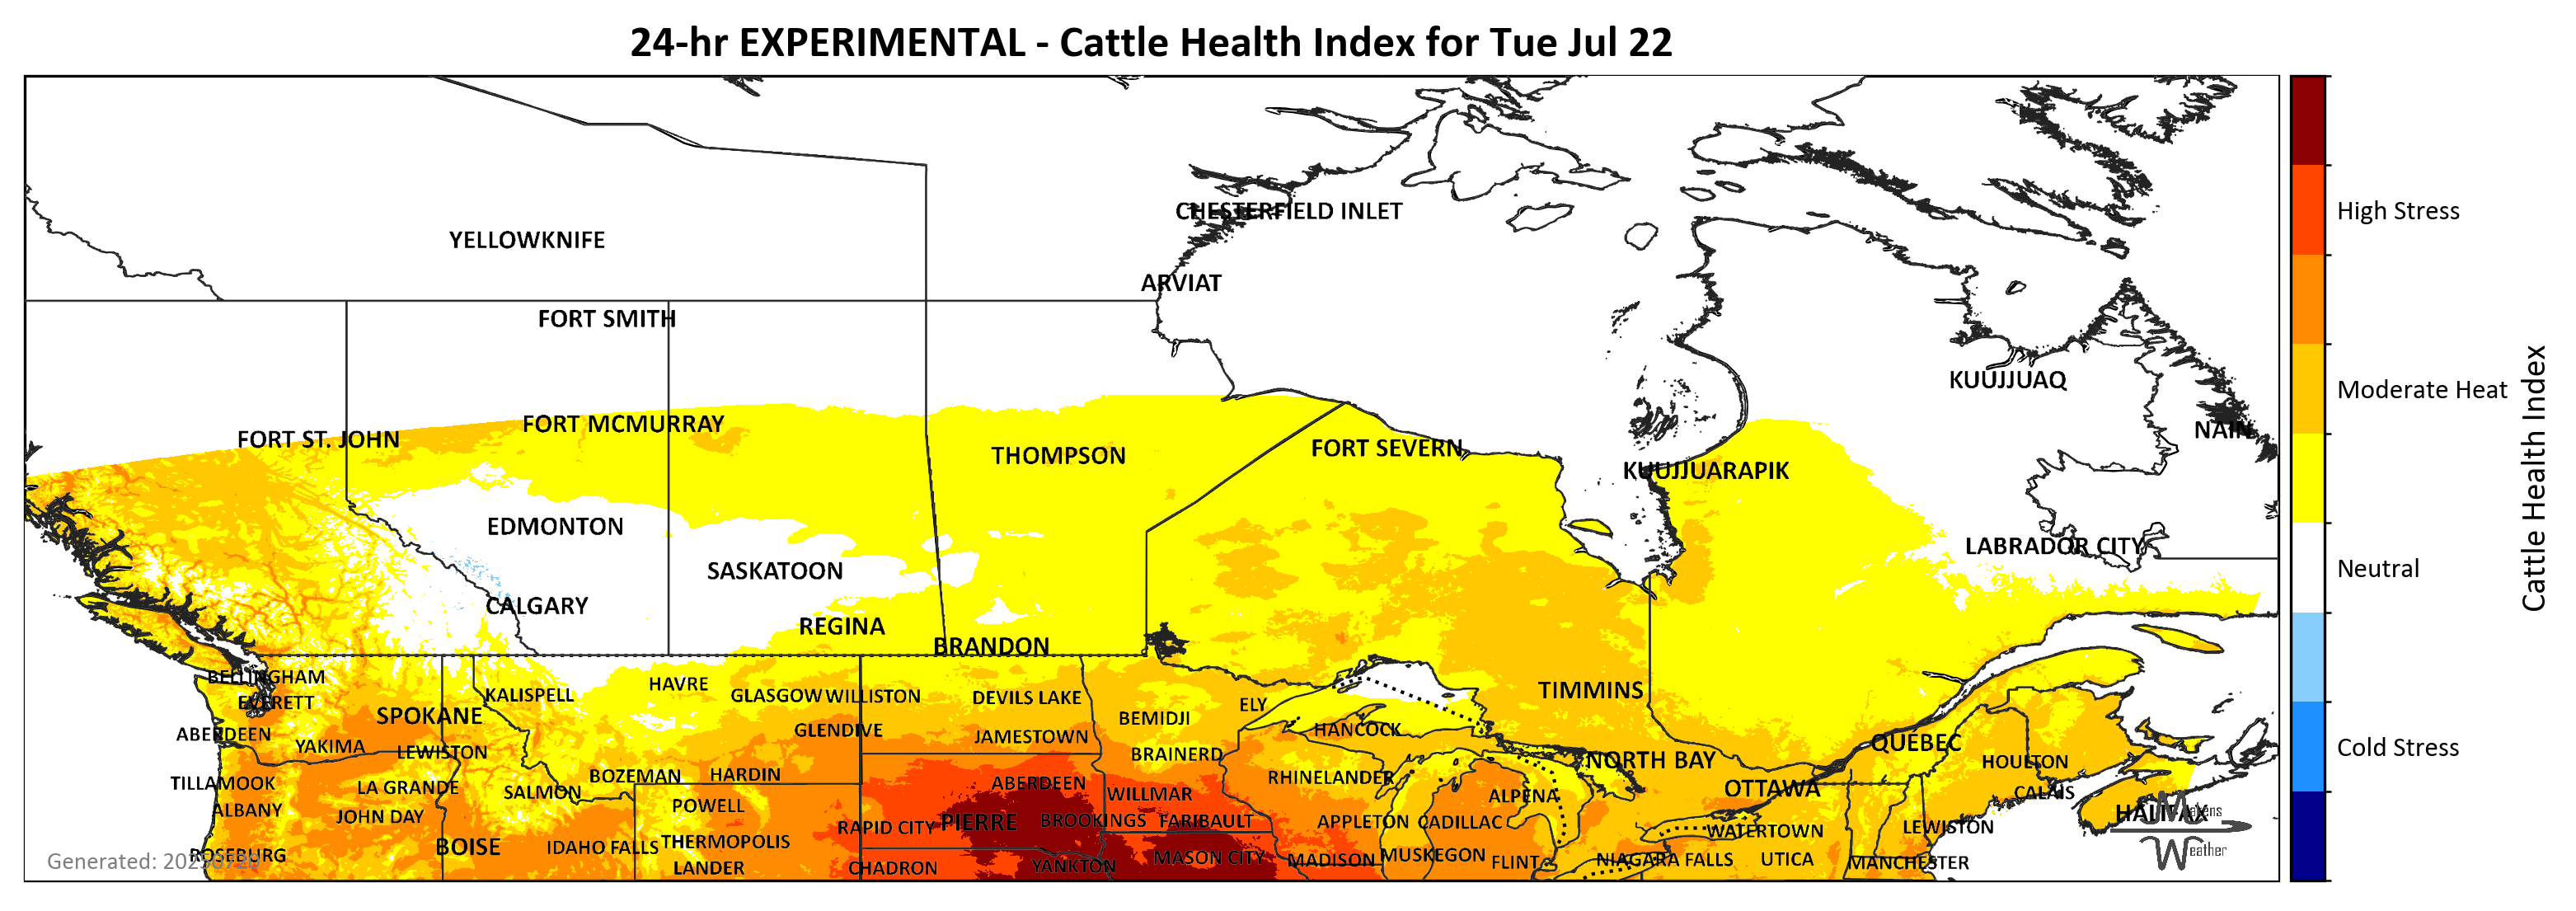 24-hr EXPERIMENTAL - Cattle Health Index for Tue Jul 22
CHESTERFIELD INLET
YELLOWKNIFE
ARVIAT
FORT SMITH
KUUJJUAQ
FORT MCMURRAY
NAIN
FORT ST. JOHN
FORT SEVERN
THOMPSON
KUUJJUARAPIK
EDMONTON
LABRADOR CITY
SASKATOON
CALGARY
REGINA
BRANDON
BELLINGHAM
HAVRE
KALISPELL
GLASGOW
WILLISTON
DEVILS LAKE
TIMMINS
EVERETT
ELY
SPOKANE
BEMIDJI
GLENDIVE
HANCOCK
ABERDEEN
JAMESTOWN
QUEBEC
YAKIMA
LEWISTON
BRAINERD
NORTH BAY
HOULTON
BOZEMAN
HARDIN
RHINELANDER
TILLAMOOK
LA GRANDE
SALMON
ABERDEEN
WILLMAR
ALPENA
OTTAWA
CALAIS
ALBANY
JOHN DAY
POWELL
HALIFAX
RAPID CITY
PIERRE
BROOKINGS
FARIBAULT
APPLETON
CADILLAC
WATERTOWN
LEWISTON
ROSEBURG
BOISE
IDAHO FALLS
THERMOPOLIS
MASON CITY
MADISON
MUSKEGON
FLINT
NIAGARA FALLS
UTICA
MANCHESTER
LANDER
CHADRON
YANKTON
Makens
Weather
Generated:
High Stress
Moderate Heat
Neutral
Cold Stress
Cattle Health Index